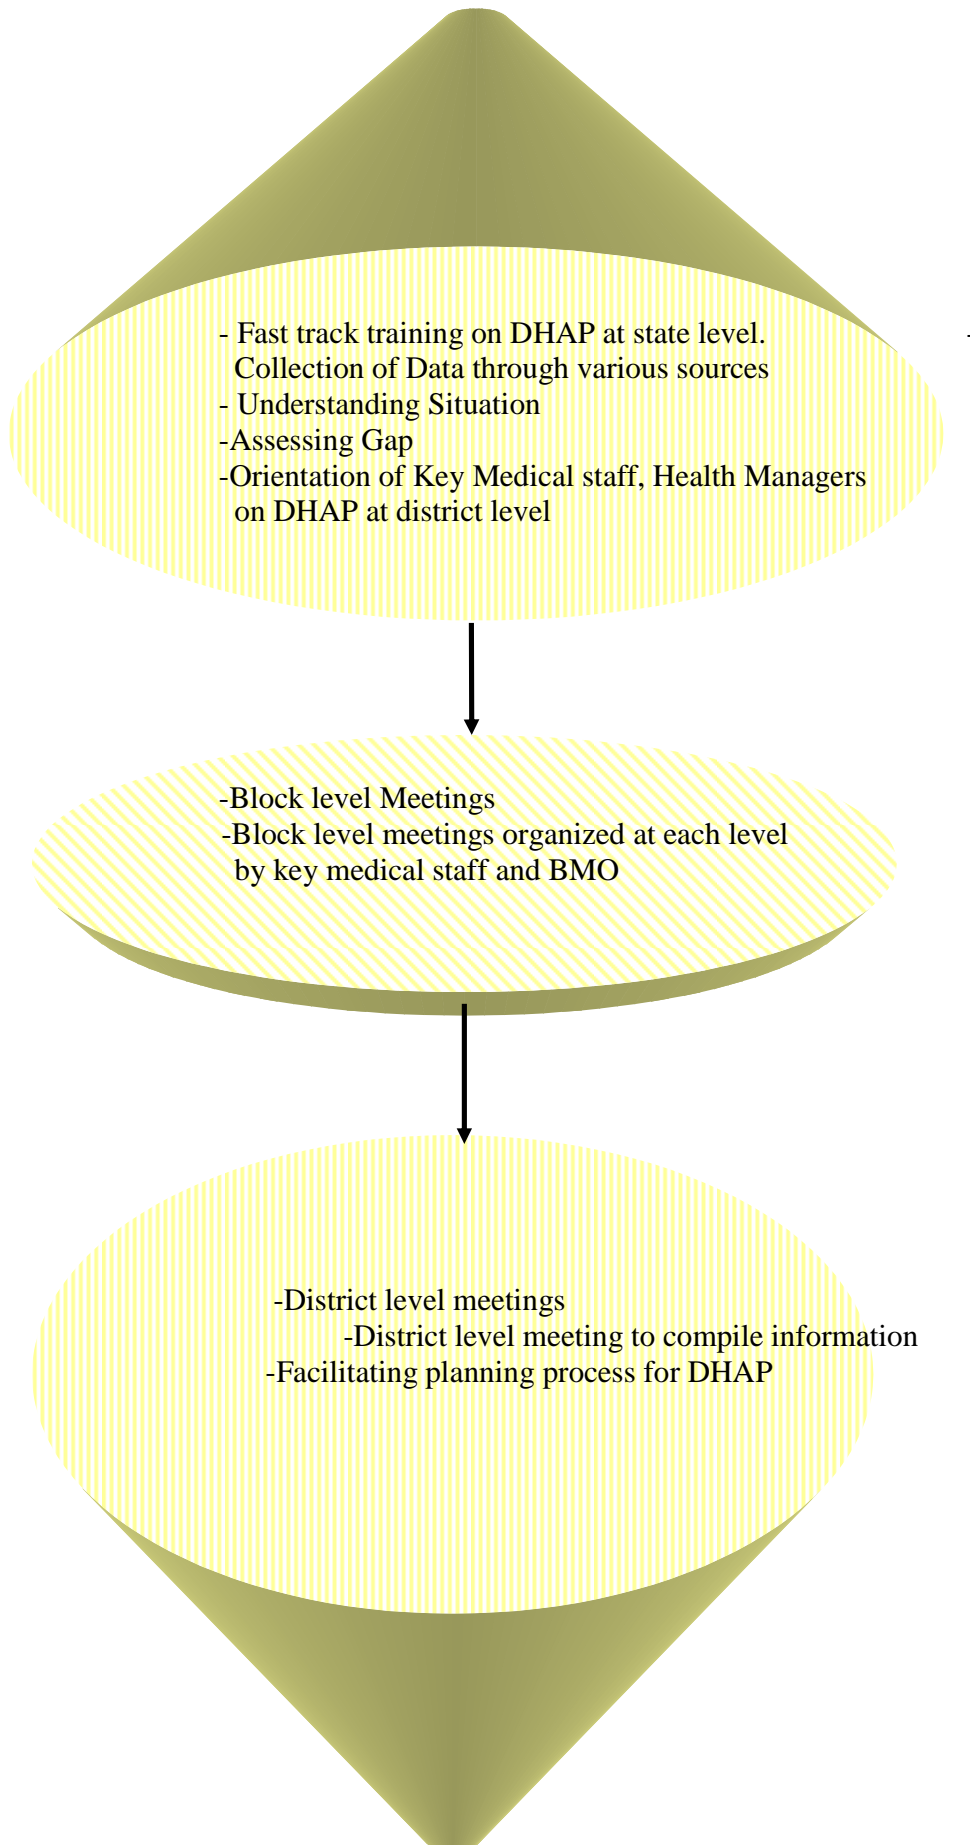 - Fast track training on DHAP at state level. -
Collection of Data through various sources
- Understanding Situation
-Assessing Gap
-Orientation of Key Medical staff, Health Managers
on DHAP at district level
-Block level Meetings
-Block level meetings organized at each level
by key medical staff and BMO
-District level meetings
-District level meeting to compile information
-Facilitating planning process for DHAP